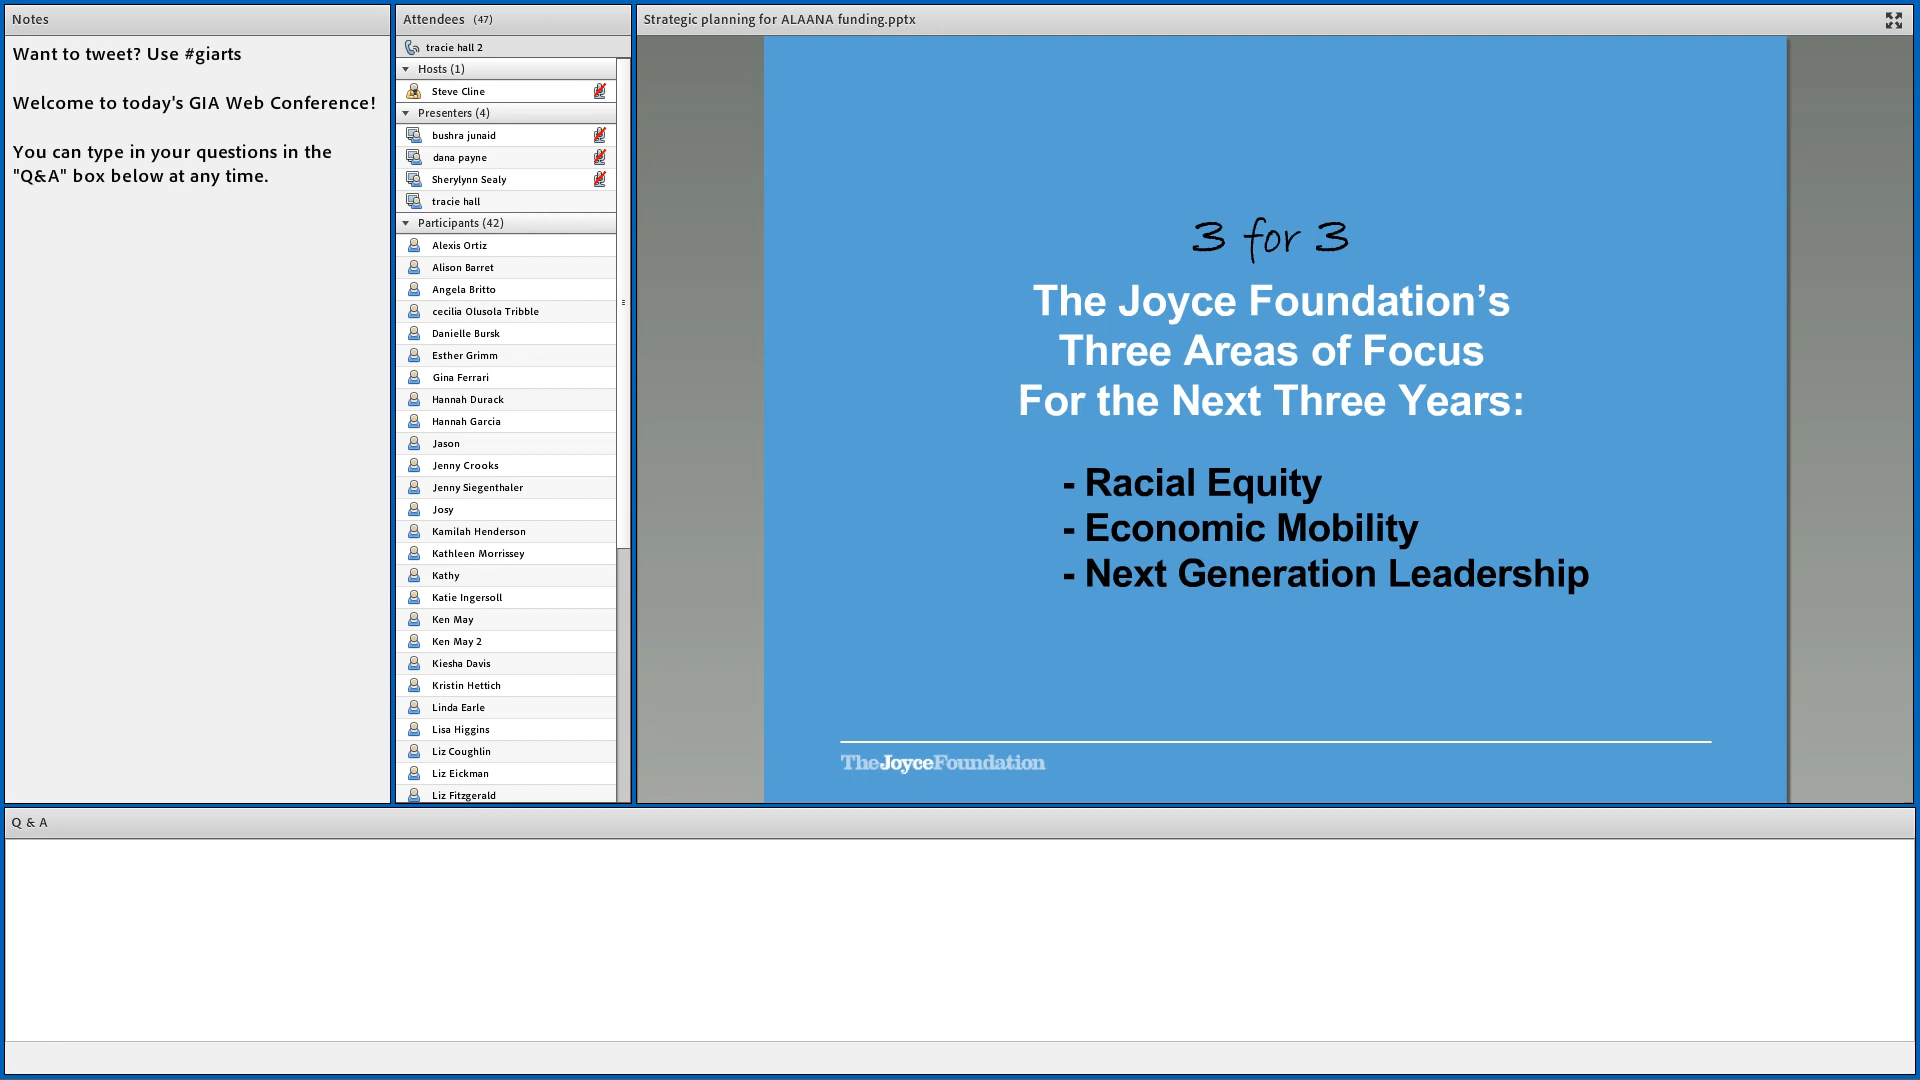 Notes
Want to tweet? Use #giarts
Welcome to today's GIA Web Conference!
You can type in your questions in the
"Q&A" box below at any time.
Attendees (47)
tracie hall 2
Hosts (1)
Steve Cline
Presenters (4)
bushra junaid
dana payne
Sherylynn Sealy
tracie hall
Participants (42)
Alexis Ortiz
Alison Barret
Angela Britto
cecilia Olusola Tribble
Danielle Bursk
Esther Grimm
Gina Ferrari
Hannah Durack
Hannah Garcia
Jason
Jenny Crooks
Jenny Siegenthaler
Josy
Kamilah Henderson
Kathleen Morrissey
Kathy
Katie Ingersoll
Ken May
Ken May 2
Kiesha Davis
Kristin Hettich
Linda Earle
Lisa Higgins
Liz Coughlin
Liz Eickman
Liz Fitzgerald
Strategic planning for ALAANA funding.pptx
3 for 3
The Joyce Foundation’s
Three Areas of Focus
For the Next Three Years:
- Racial Equity
- Economic Mobility
- Next Generation Leadership
TheJoyceFoundation
Q & A